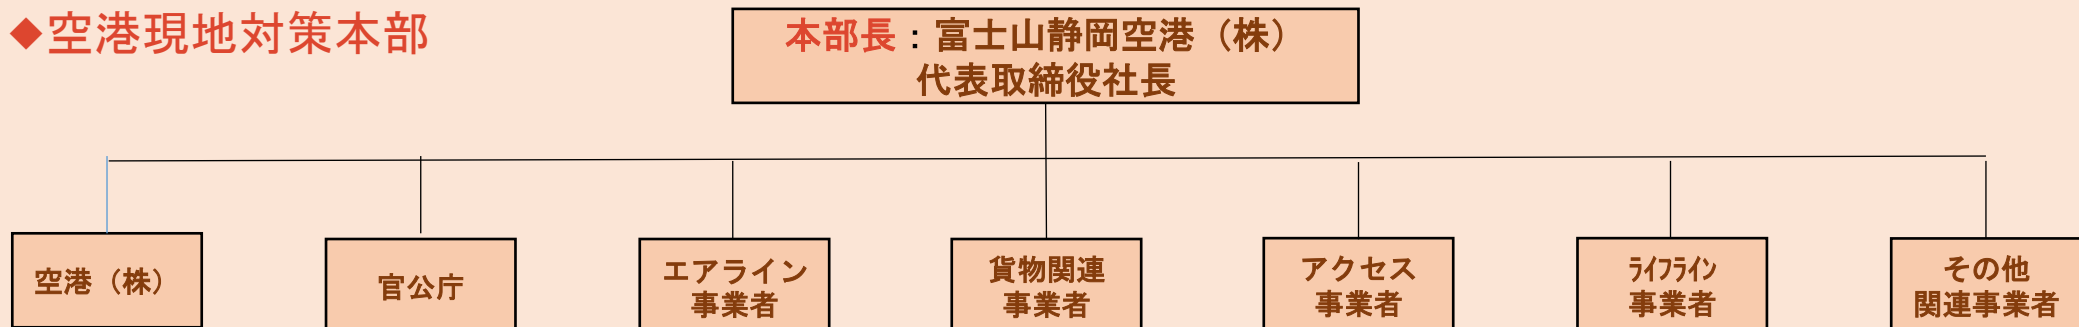 ◆空港現地対策本部
本部長：富士山静岡空港（株）
代表取締役社長
空港（株）
官公庁
エアライン
事業者
貨物関連
事業者
アクセス
事業者
ﾗｲﾌﾗｲﾝ
事業者
その他
関連事業者